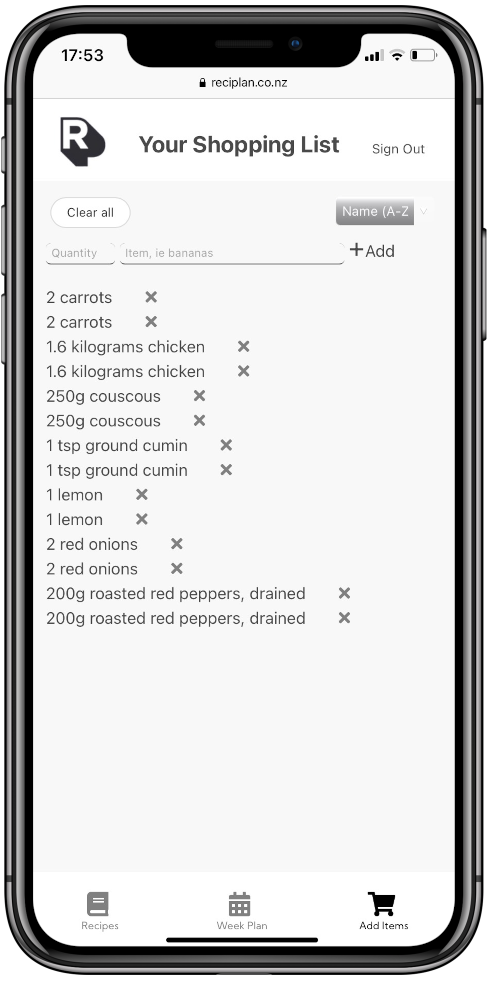 17:53
reciplan.co.nz
R
Your Shopping List
Sign Out
Clear all
Name (A-Z
Quantity
Item, ie bananas
+Add
2 carrots
2 carrots
1.6 kilograms chicken
1.6 kilograms chicken
250g couscous
250g couscous
1 tsp ground cumin
1 tsp ground cumin
1 lemon
1 lemon
2 red onions
2 red onions
200g roasted red peppers, drained
200g roasted red peppers, drained
Recipes
Week Plan
Add Items